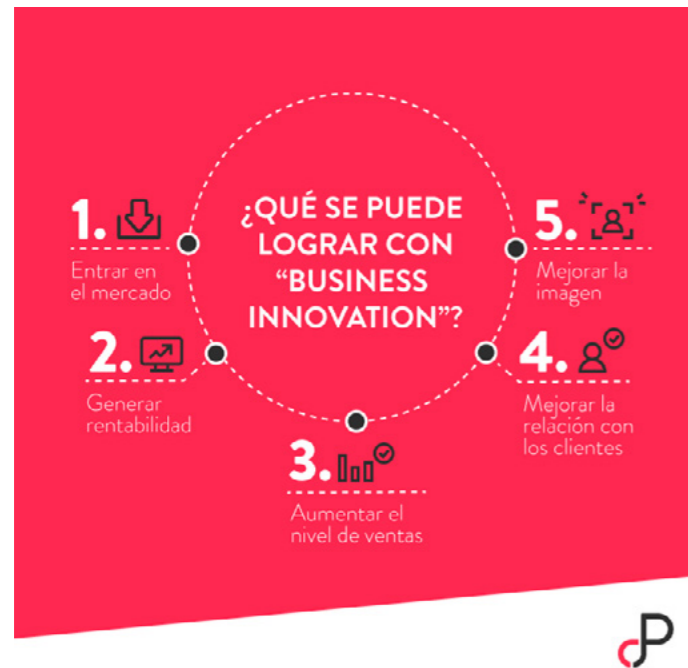 ¿QUÉ SE PUEDE
LOGRAR CON
“BUSINESS
INNOVATION”?
1.
Entrar en
el mercado
2.
Generar
rentabilidad
3.
Aumentar el
nivel de ventas
4.
Mejorar la
relación con
los clientes
5.
Mejorar la
imagen